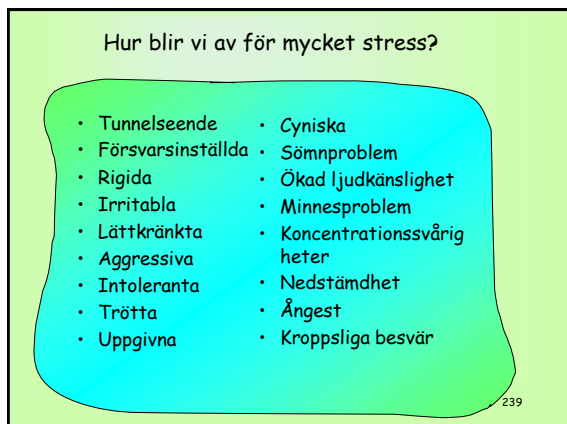 Hur blir vi av för mycket stress?
• Tunnelseende
• Försvarsinställda
• Rigida
• Irritabla
• Lättkränkta
• Aggressiva
• Intoleranta
• Trötta
• Uppgivna
• Cyniska
• Sömnproblem
• Ökad ljudkänslighet
• Minnesproblem
• Koncentrationssvårig
heter
• Nedstämdhet
• Ångest
• Kroppsliga besvär
239